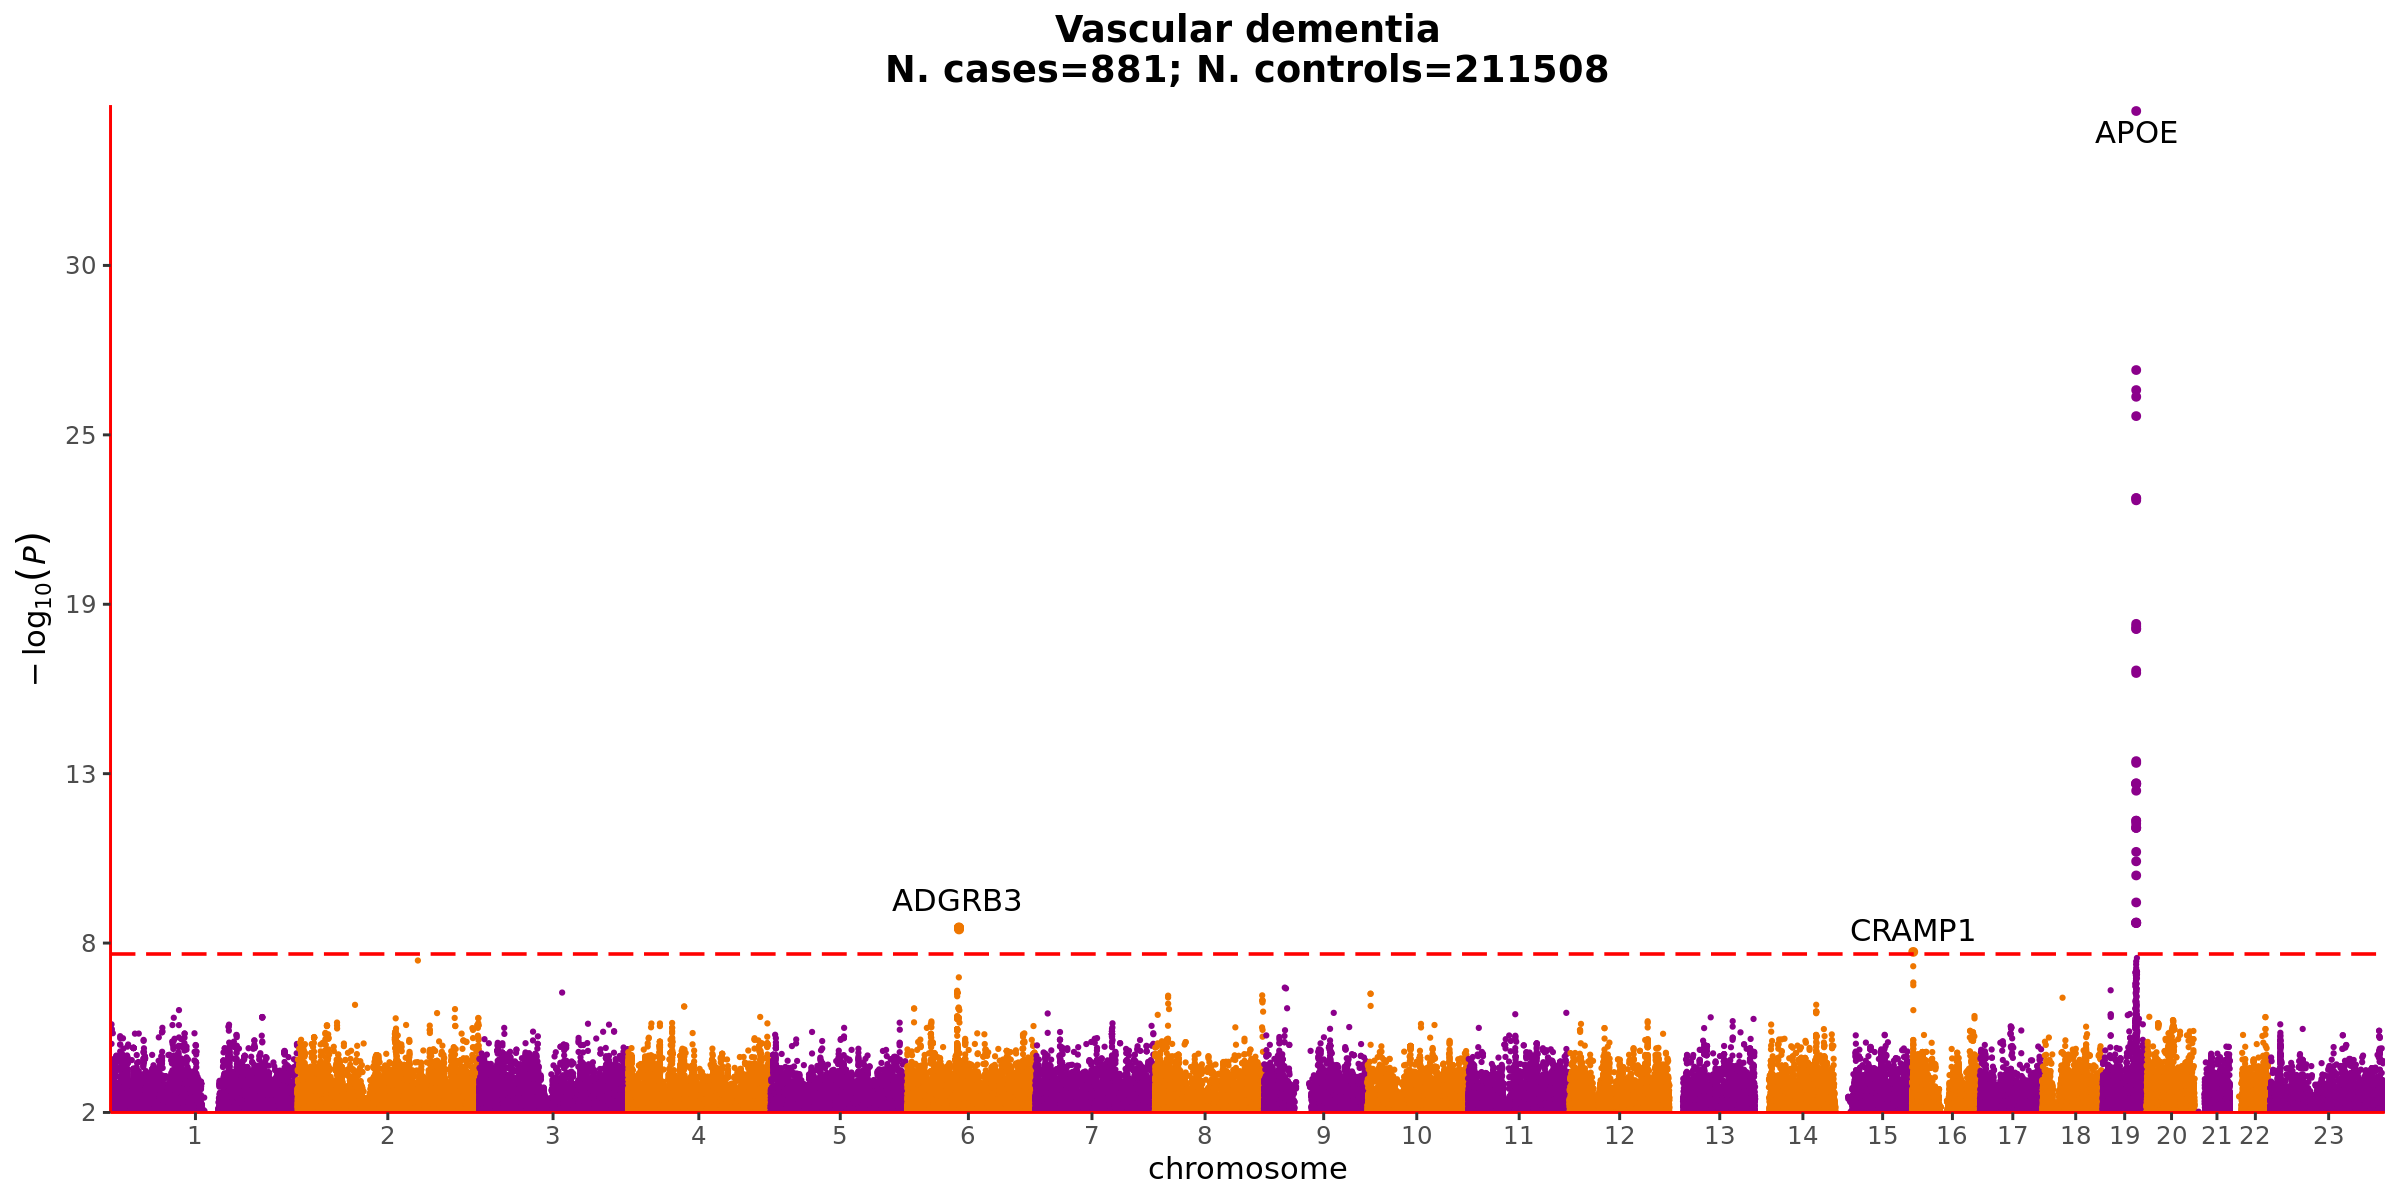 Vascular dementia
N. cases=881; N. controls=211508
APOE
30
25
19
13
8
2
−log10(P)
ADGRB3
CRAMP1
1 2 3 4 5 6 7 8 9 10 11 12 13 14 15 16 17 18 19 20 21 22 23
chromosome